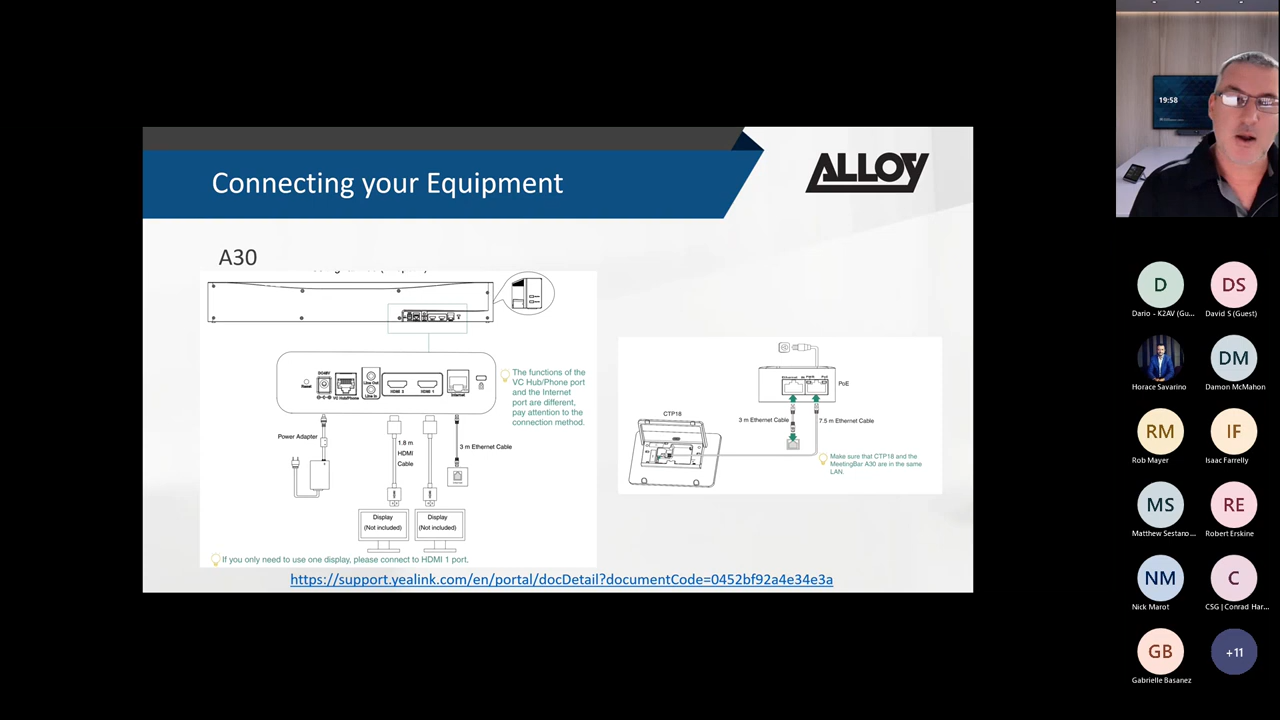 Connecting your Equipment
ALLOY
A30
Reset
DC48V
VC Hub/Phone
Line Out
Line In
HDMI 2
HDMI 1
Internet
The functions of the
VC Hub/Phone port
and the Internet
port are different,
pay attention to the
connection method.
Power Adapter
1.8 m
HDMI
Cable
3 m Ethernet Cable
Display
(Not included)
Display
(Not included)
If you only need to use one display, please connect to HDMI 1 port.
PoE
CTP18
3 m Ethernet Cable
7.5 m Ethernet Cable
Make sure that CTP18 and the
MeetingBar A30 are in the same
LAN.
https://support.yealink.com/en/portal/docDetail?documentCode=0452bf92a4e34e3a
19:58
D
DS
Dario - K2AV (Gu...
David S (Guest)
DM
Horace Savarino
Damon McMahon
RM
IF
Rob Mayer
Isaac Farrelly
MS
RE
Matthew Sestano...
Robert Erskine
NM
C
Nick Marot
CSG | Conrad Har...
GB
+11
Gabrielle Basanez